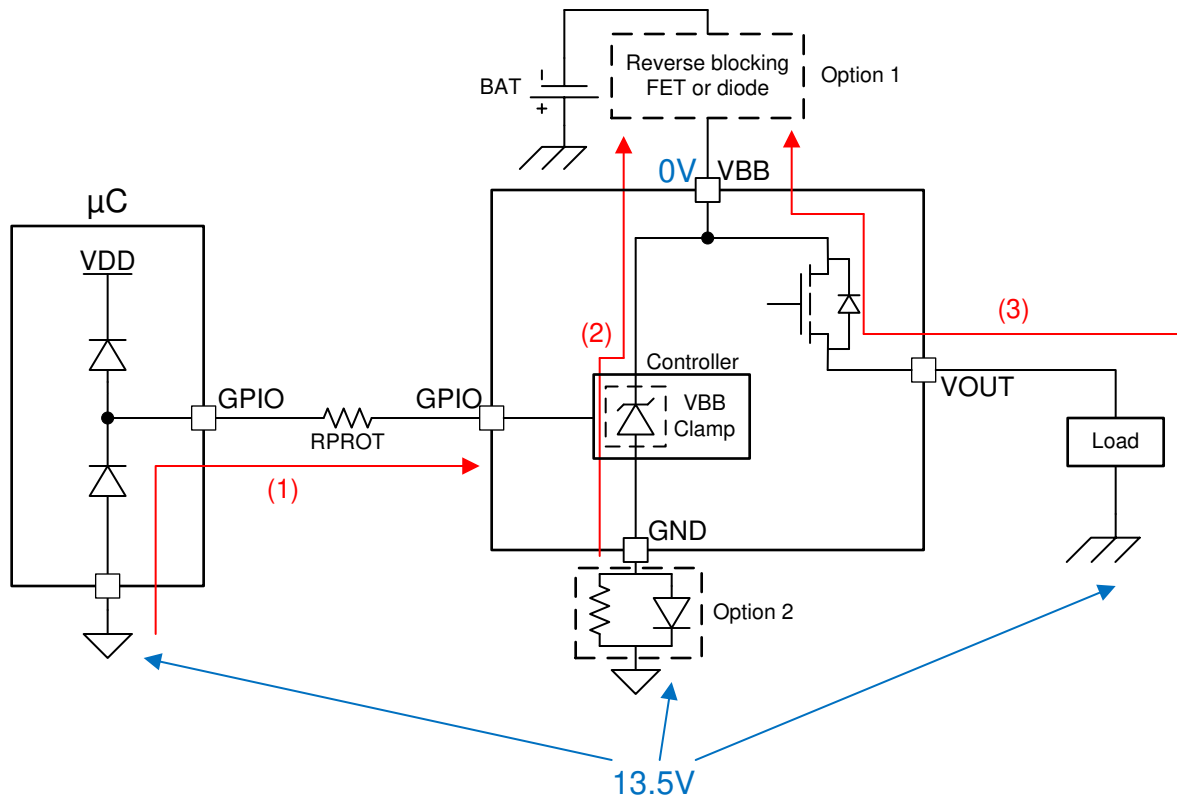 Reverse blocking
FET or diode
Option 1
BAT
-
+
0V
VBB
µC
VDD
(2)
(3)
Controller
VOUT
GPIO
GPIO
VBB
Clamp
RPROT
Load
(1)
GND
Option 2
13.5V